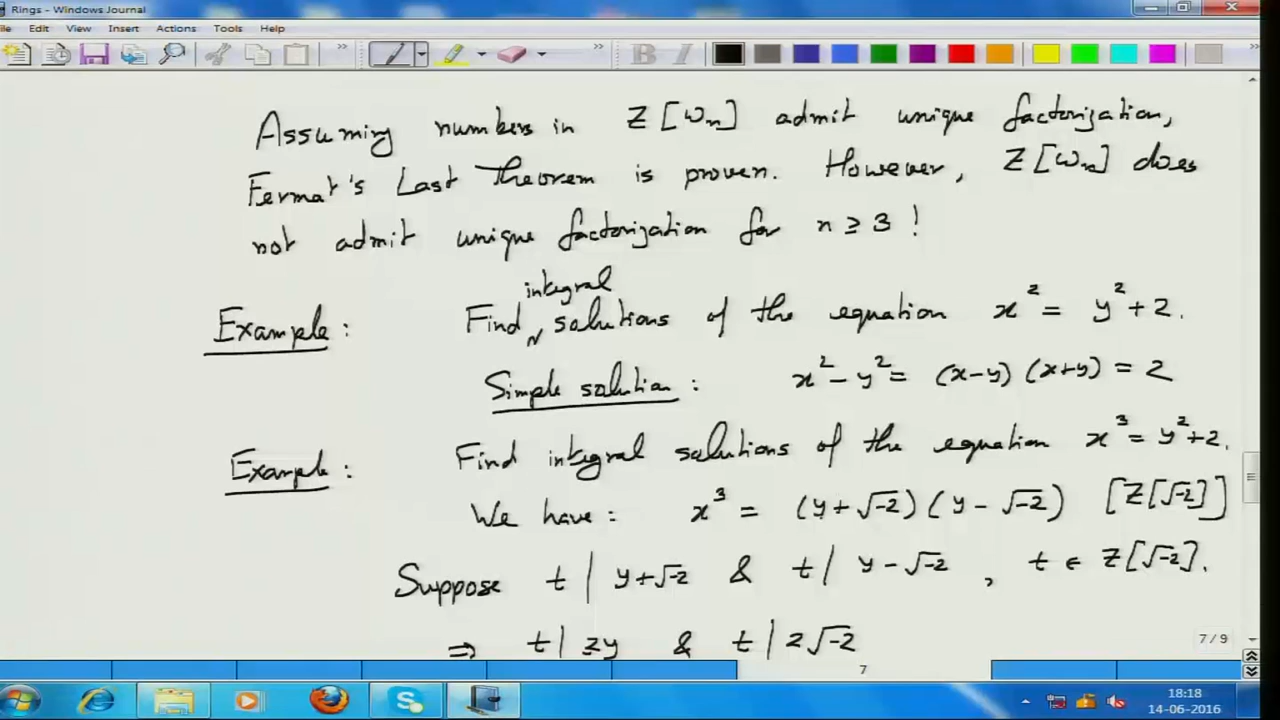 Rings - Windows Journal
ile Edit View Insert Actions Tools Help
Assuming numbers in Z[ωn] admit unique factorization,
Fermat's Last Theorem is proven. However, Z[ωn] does
not admit unique factorization for n ≥ 3 !
integral
Example : Find ∧ solutions of the equation x² = y² + 2.
Simple solution : x² - y² = (x-y) (x+y) = 2
Example : Find integral solutions of the equation x³ = y²+2.
We have : x³ = (y + √-2) (y - √-2) [Z[√-2]]
Suppose t | y+√-2 & t | y - √-2 , t ∈ Z[√-2].
⇒ t | 2y & t | 2√-2
7 / 9
7
18:18
14-06-2016